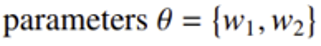 parameters θ = {w₁, w₂}